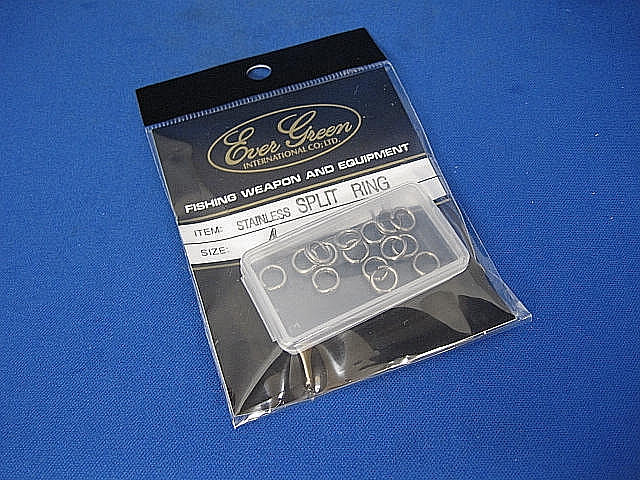 Ever Green
INTERNATIONAL CO;LTD.
FISHING WEAPON AND EQUIPMENT
ITEM: STAINLESS SPLIT RING
SIZE: